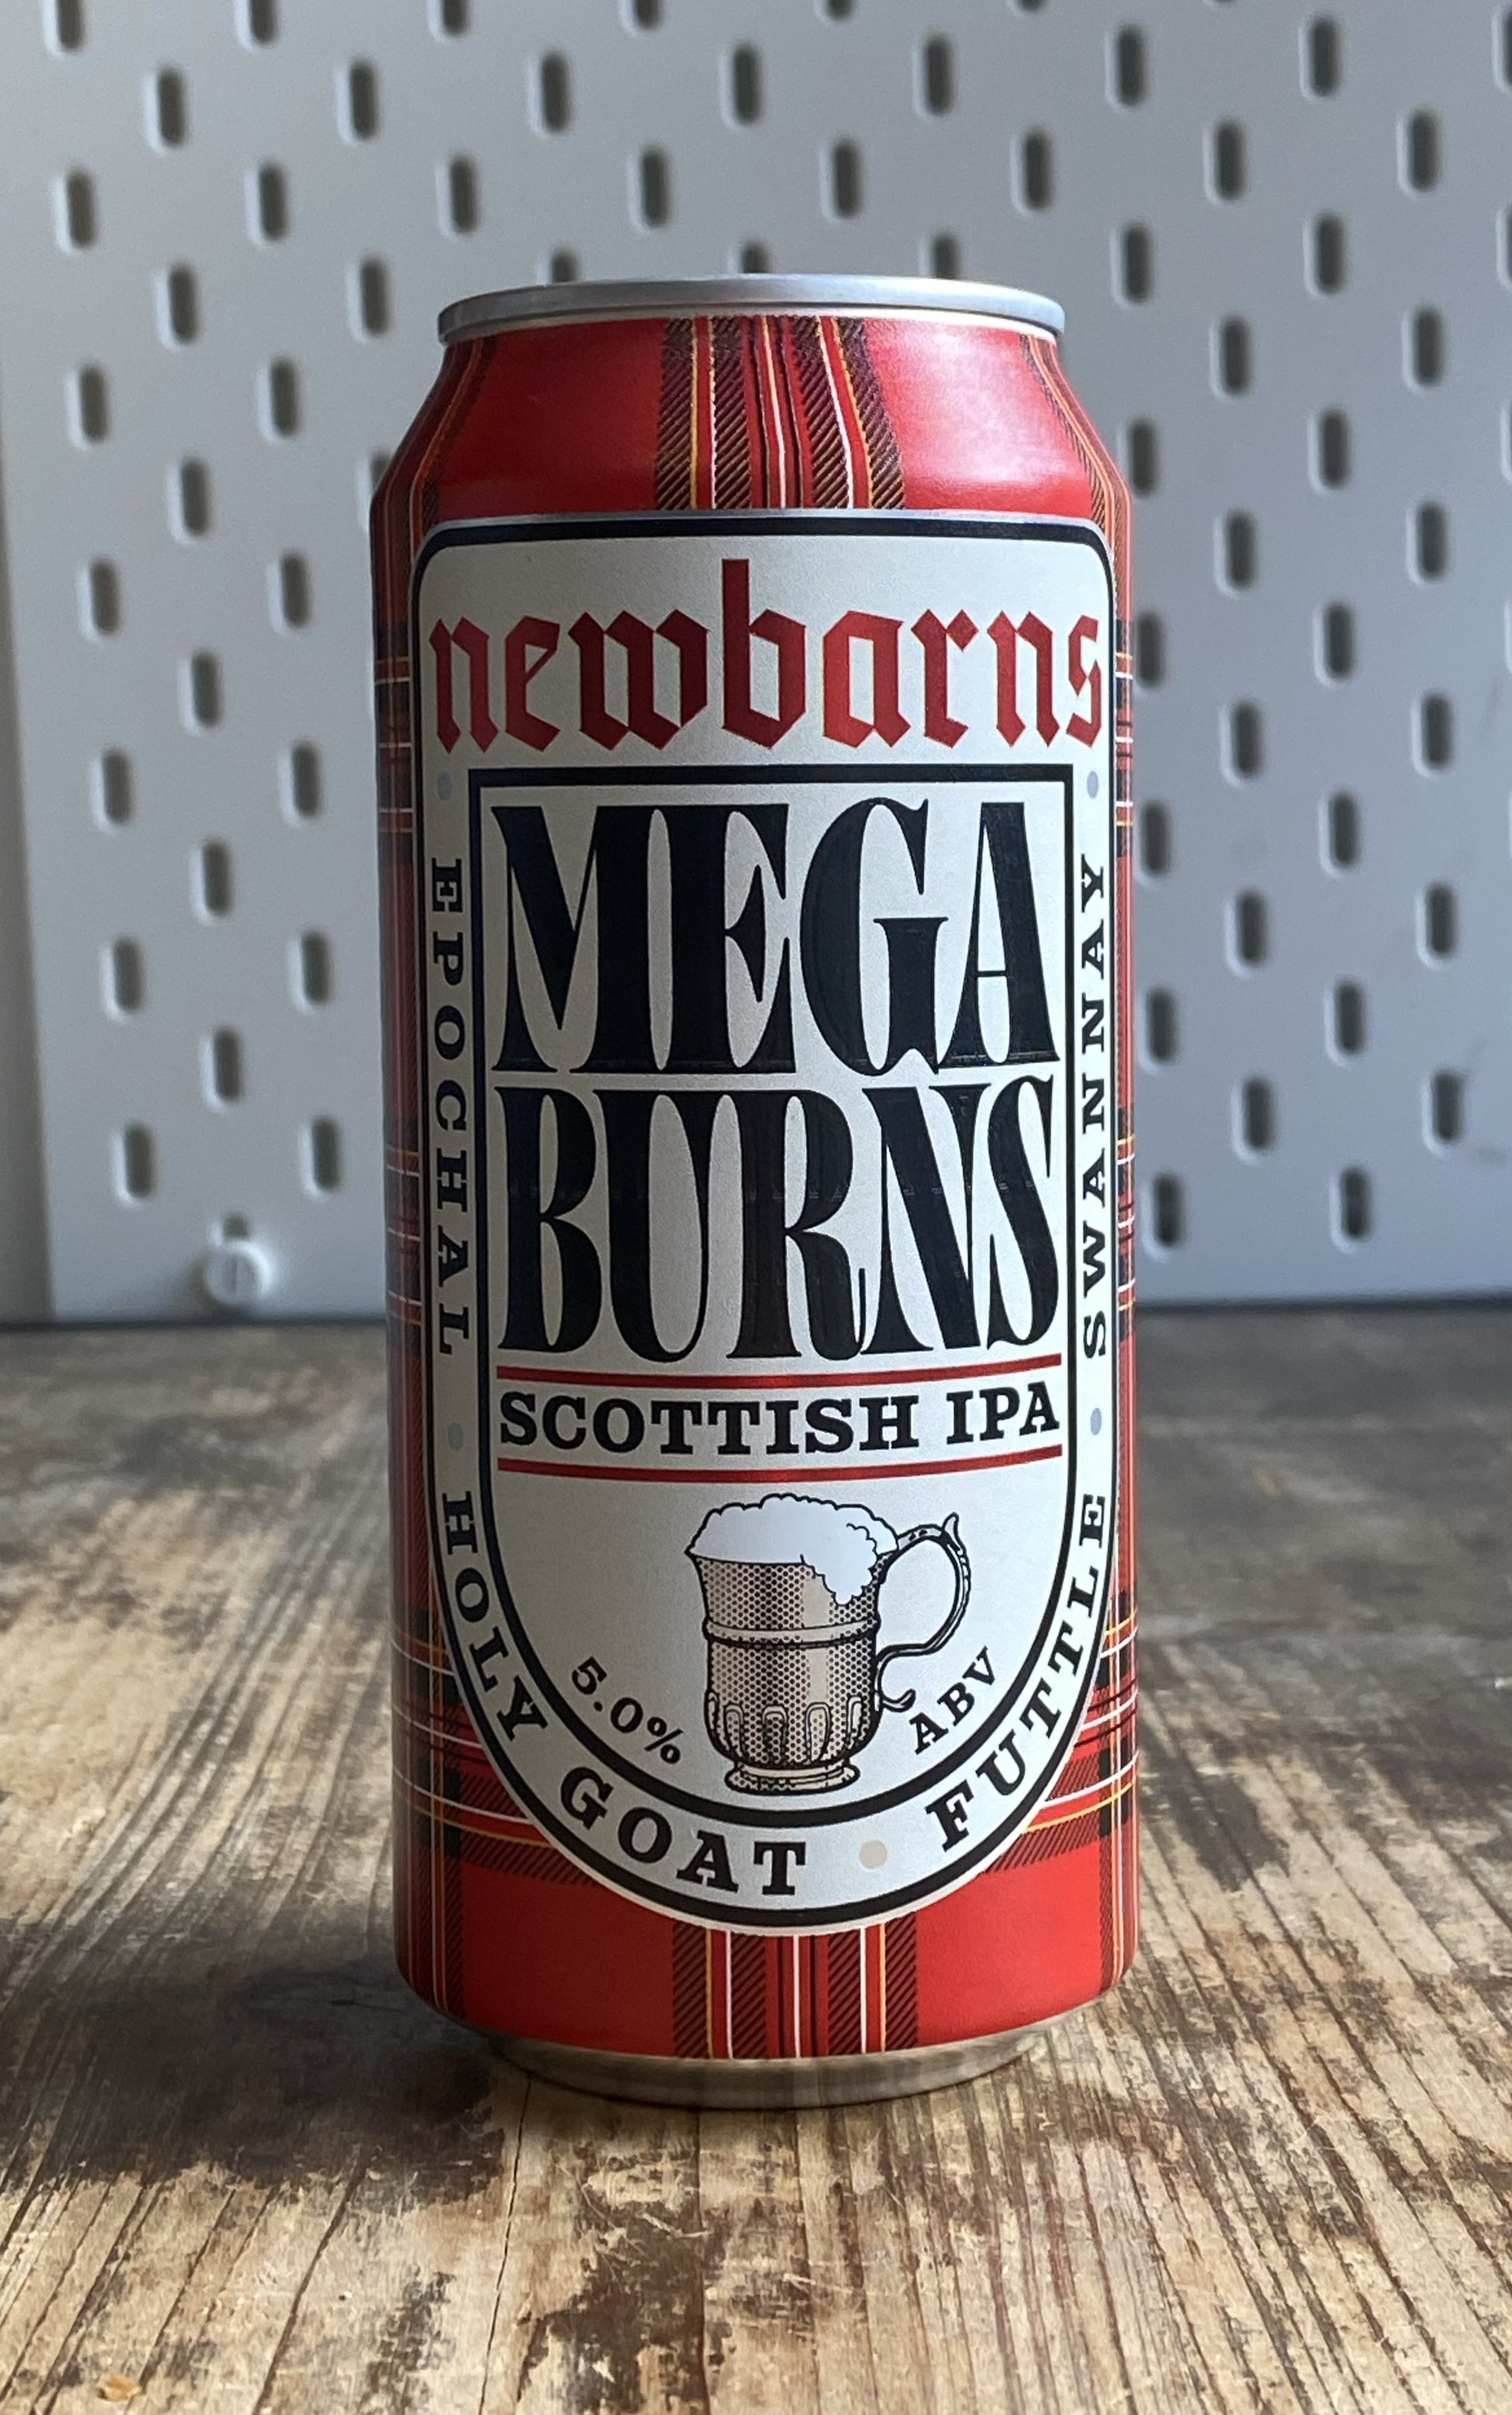 newbarns
MEGA
BURNS
SCOTTISH IPA
5.0% ABV
EPOCHAL • HOLY GOAT • FUTTLE • SWANNAY